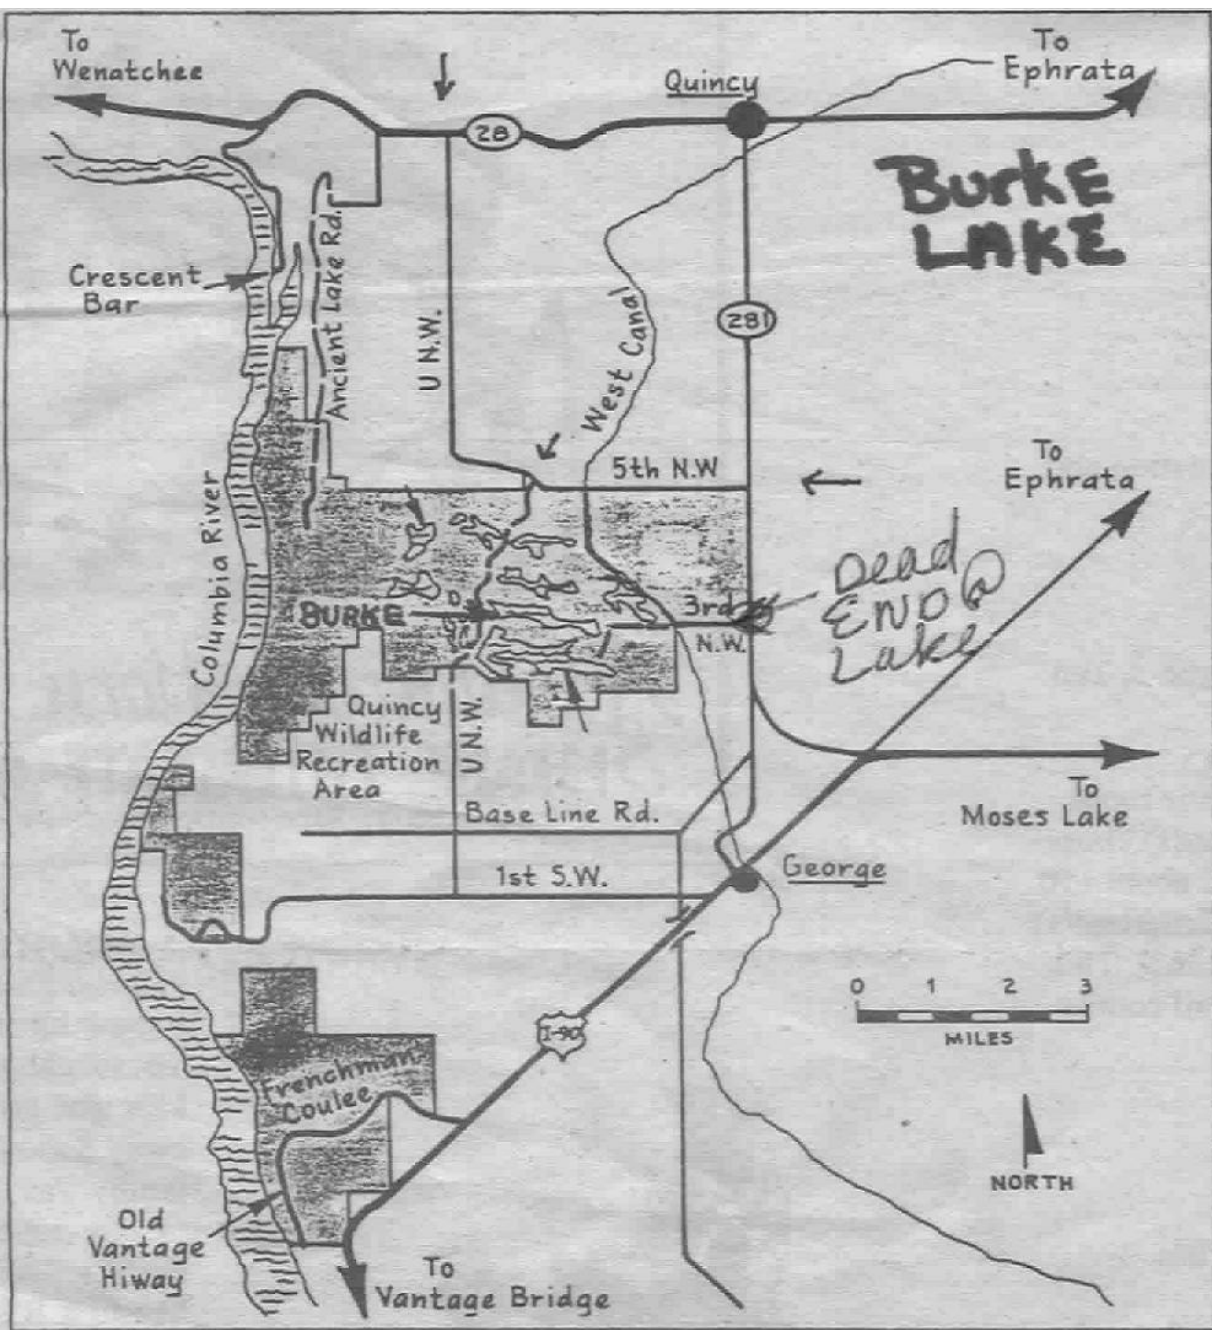 To
Wenatchee
Quincy
To
Ephrata
28
BURKE
LAKE
Crescent
Bar
Ancient Lake Rd.
U N.W.
West Canal
281
5th N.W
To
Ephrata
Columbia River
Dead
END @
Lake
BURKE
3rd
N.W.
Quincy
Wildlife
Recreation
Area
U N.W.
To
Moses Lake
Base Line Rd.
1st S.W.
George
0 1 2 3
MILES
I-90
Frenchman
Coulee
NORTH
Old
Vantage
Hiway
To
Vantage Bridge